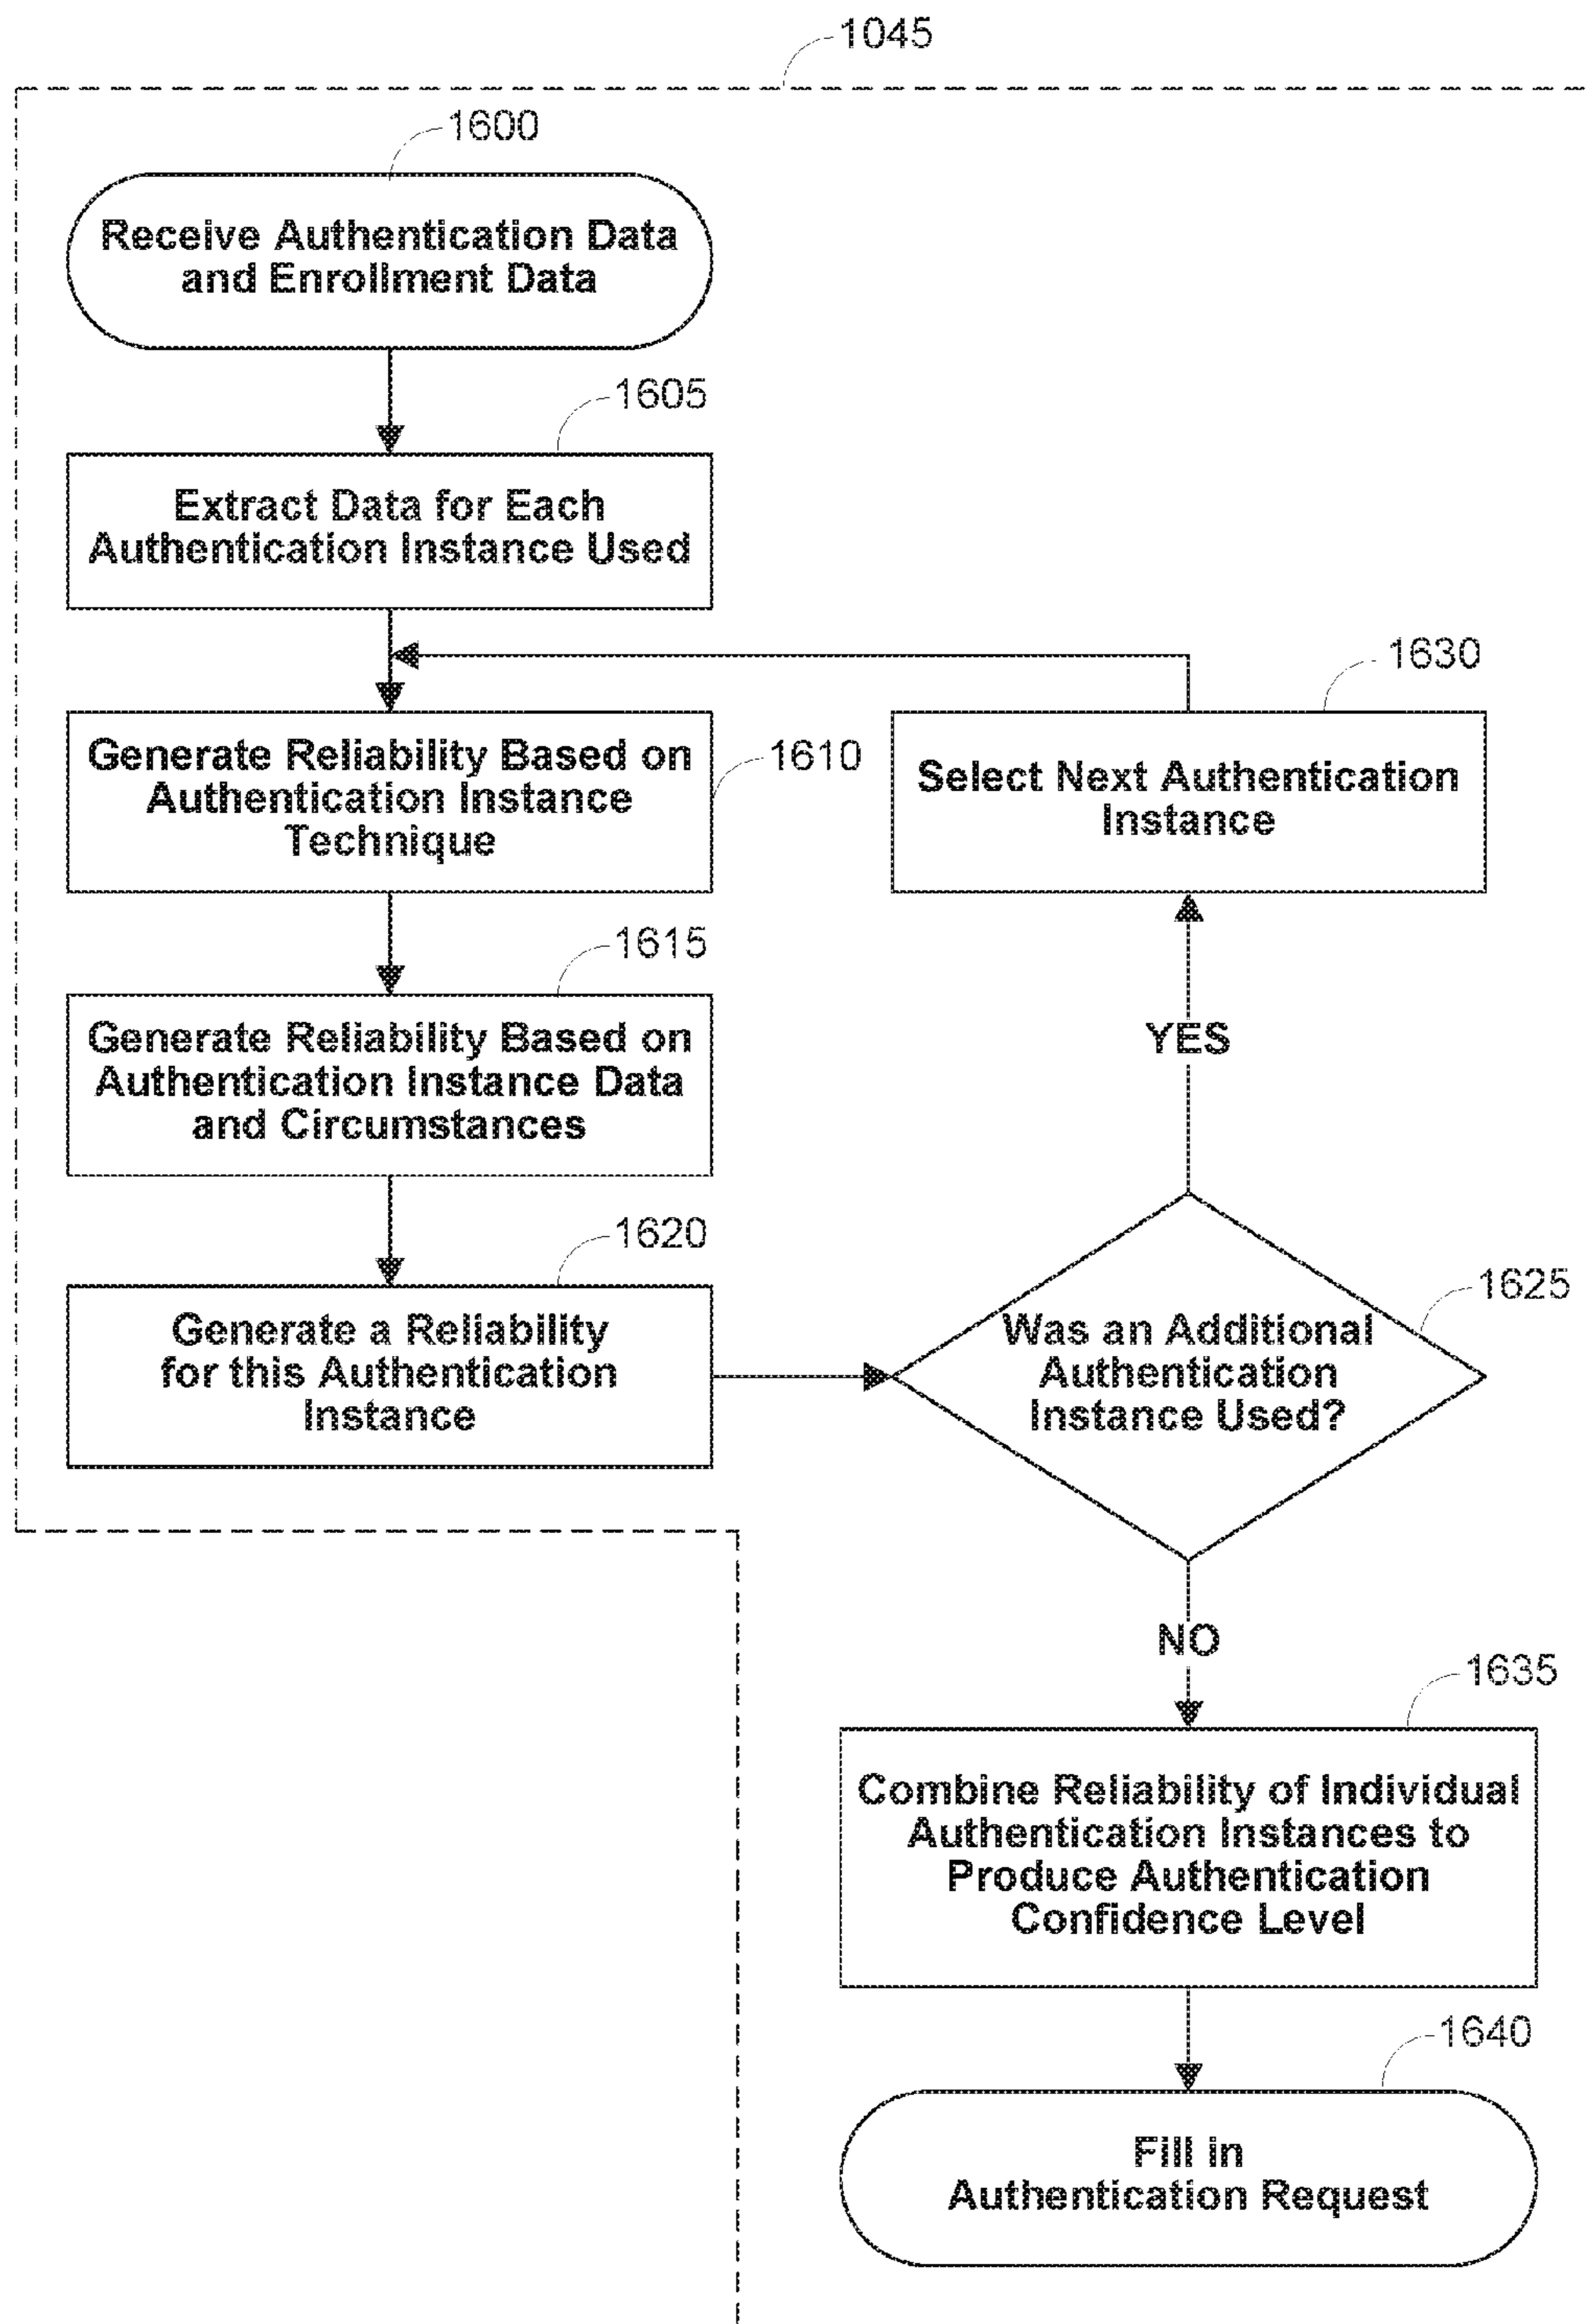 1045
1600
Receive Authentication Data
and Enrollment Data
1605
Extract Data for Each
Authentication Instance Used
1630
Generate Reliability Based on
Authentication Instance
Technique
1610
Select Next Authentication
Instance
1615
Generate Reliability Based on
Authentication Instance Data
and Circumstances
YES
1620
Generate a Reliability
for this Authentication
Instance
1625
Was an Additional
Authentication
Instance Used?
NO
1635
Combine Reliability of Individual
Authentication Instances to
Produce Authentication
Confidence Level
1640
Fill in
Authentication Request